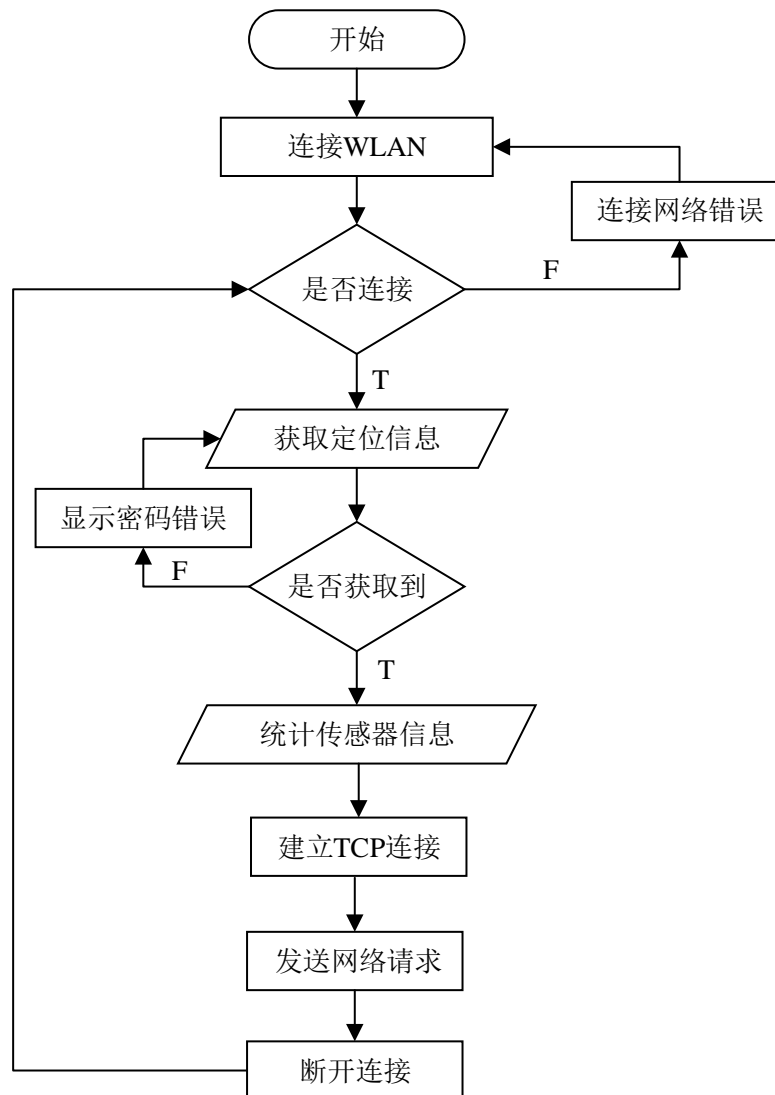 开始
连接WLAN
连接网络错误
是否连接
F
T
获取定位信息
显示密码错误
F
是否获取到
T
统计传感器信息
建立TCP连接
发送网络请求
断开连接